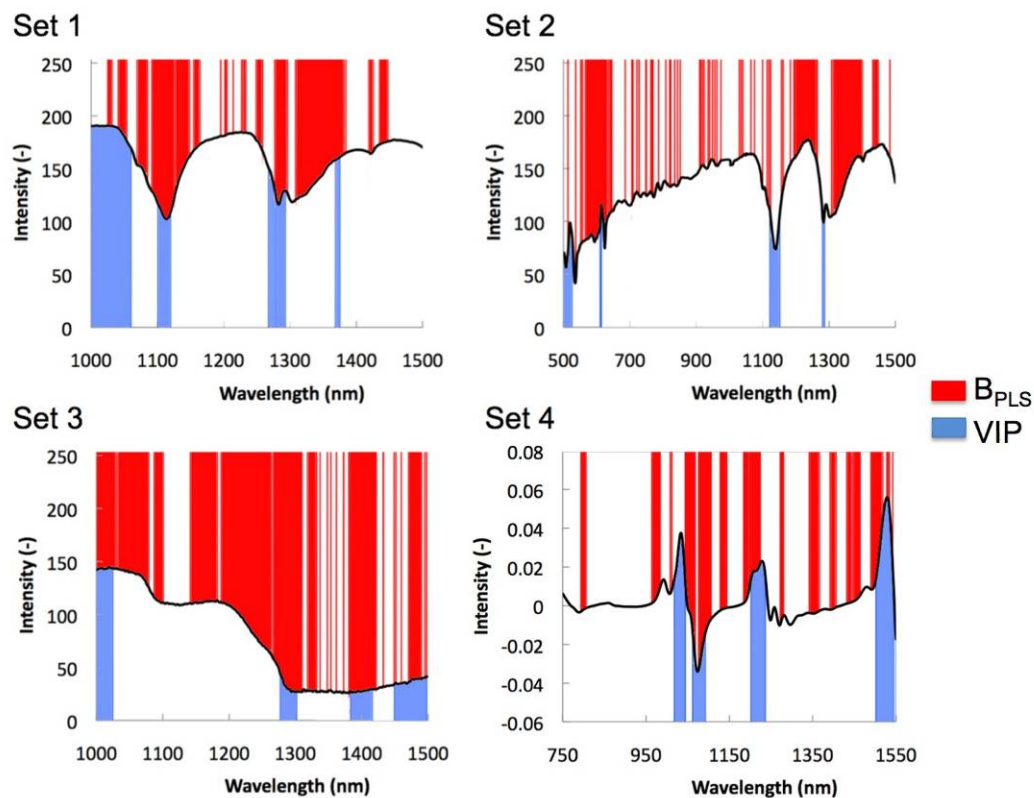 Set 1
250
200
150
100
50
0
Intensity (-)
1000 1100 1200 1300 1400 1500
Wavelength (nm)
Set 2
250
200
150
100
50
0
Intensity (-)
500 700 900 1100 1300 1500
Wavelength (nm)
B_PLS
VIP
Set 3
250
200
150
100
50
0
Intensity (-)
1000 1100 1200 1300 1400 1500
Wavelength (nm)
Set 4
0.08
0.06
0.04
0.02
0
-0.02
-0.04
-0.06
Intensity (-)
750 950 1150 1350 1550
Wavelength (nm)